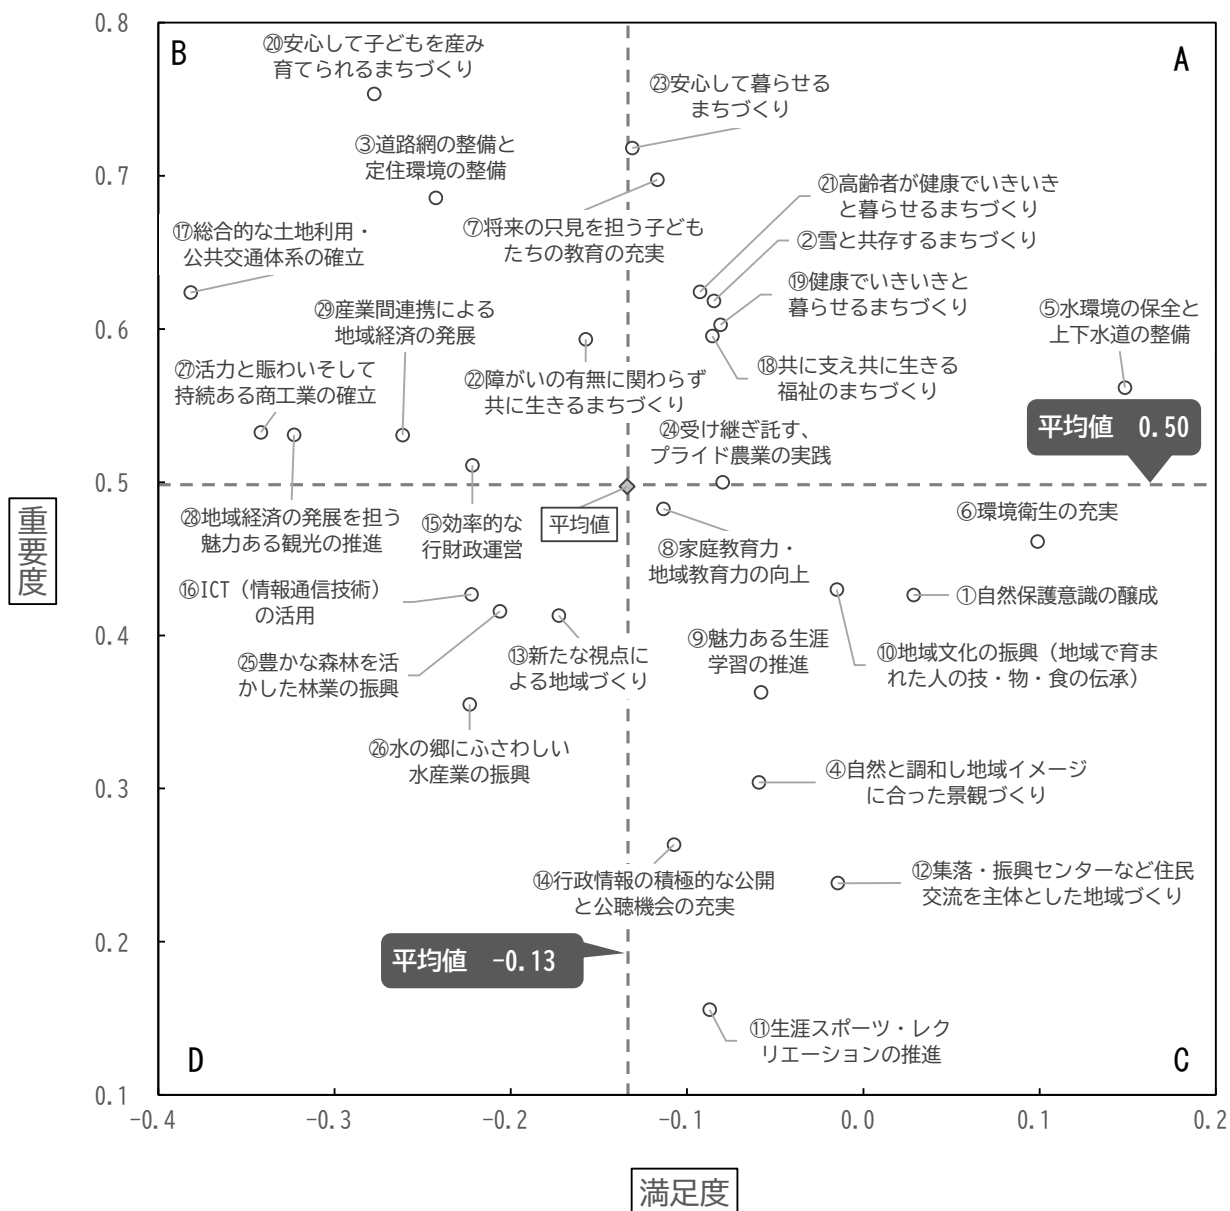 0.8
B
A
⑳安心して子どもを産み
育てられるまちづくり
㉓安心して暮らせる
まちづくり
③道路網の整備と
定住環境の整備
0.7
㉑高齢者が健康でいきいき
と暮らせるまちづくり
⑦将来の只見を担う子ども
たちの教育の充実
②雪と共存するまちづくり
⑰総合的な土地利用・
公共交通体系の確立
⑲健康でいきいきと
暮らせるまちづくり
㉙産業間連携による
地域経済の発展
⑤水環境の保全と
上下水道の整備
0.6
㉗活力と賑わいそして
持続ある商工業の確立
㉒障がいの有無に関わらず
共に生きるまちづくり
⑱共に支え共に生きる
福祉のまちづくり
平均値 0.50
㉔受け継ぎ託す、
プライド農業の実践
0.5
重要度
㉘地域経済の発展を担う
魅力ある観光の推進
⑮効率的な
行財政運営
平均値
⑥環境衛生の充実
⑧家庭教育力・
地域教育力の向上
⑯ICT（情報通信技術）
の活用
①自然保護意識の醸成
0.4
㉕豊かな森林を活
かした林業の振興
⑬新たな視点に
よる地域づくり
⑨魅力ある生涯
学習の推進
⑩地域文化の振興（地域で育ま
れた人の技・物・食の伝承）
㉖水の郷にふさわしい
水産業の振興
0.3
④自然と調和し地域イメージ
に合った景観づくり
⑭行政情報の積極的な公開
と公聴機会の充実
⑫集落・振興センターなど住民
交流を主体とした地域づくり
0.2
平均値 -0.13
⑪生涯スポーツ・レク
リエーションの推進
D
C
0.1
-0.4
-0.3
-0.2
-0.1
0.0
0.1
0.2
満足度